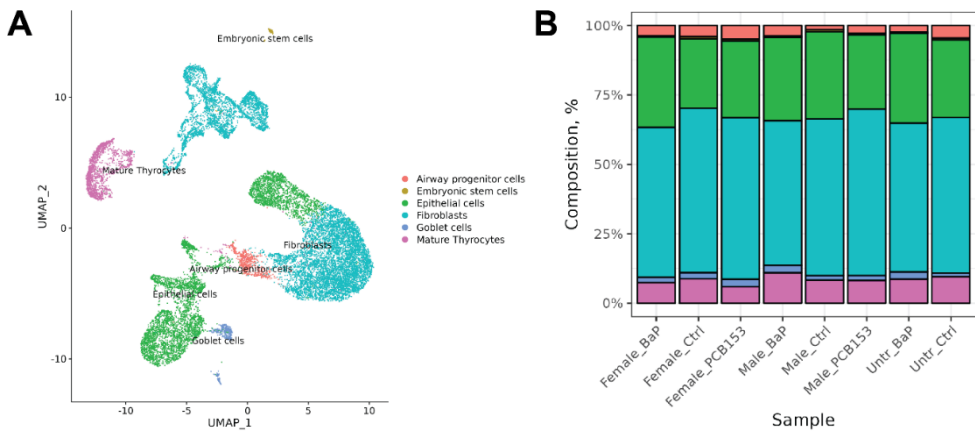 A
Embryonic stem cells
10
0
-10
UMAP_2
Mature Thyrocytes
Fibroblasts
Airway progenitor cells
Epithelial cells
Goblet cells
-10
-5
0
5
10
UMAP_1
Airway progenitor cells
Embryonic stem cells
Epithelial cells
Fibroblasts
Goblet cells
Mature Thyrocytes
B
100%
75%
50%
25%
0%
Composition, %
Female_BaP
Female_Ctrl
Female_PCB153
Male_BatP
Male_Ctrl
Male_PCB153
Untr_BaP
Untr_Ctrl
Sample